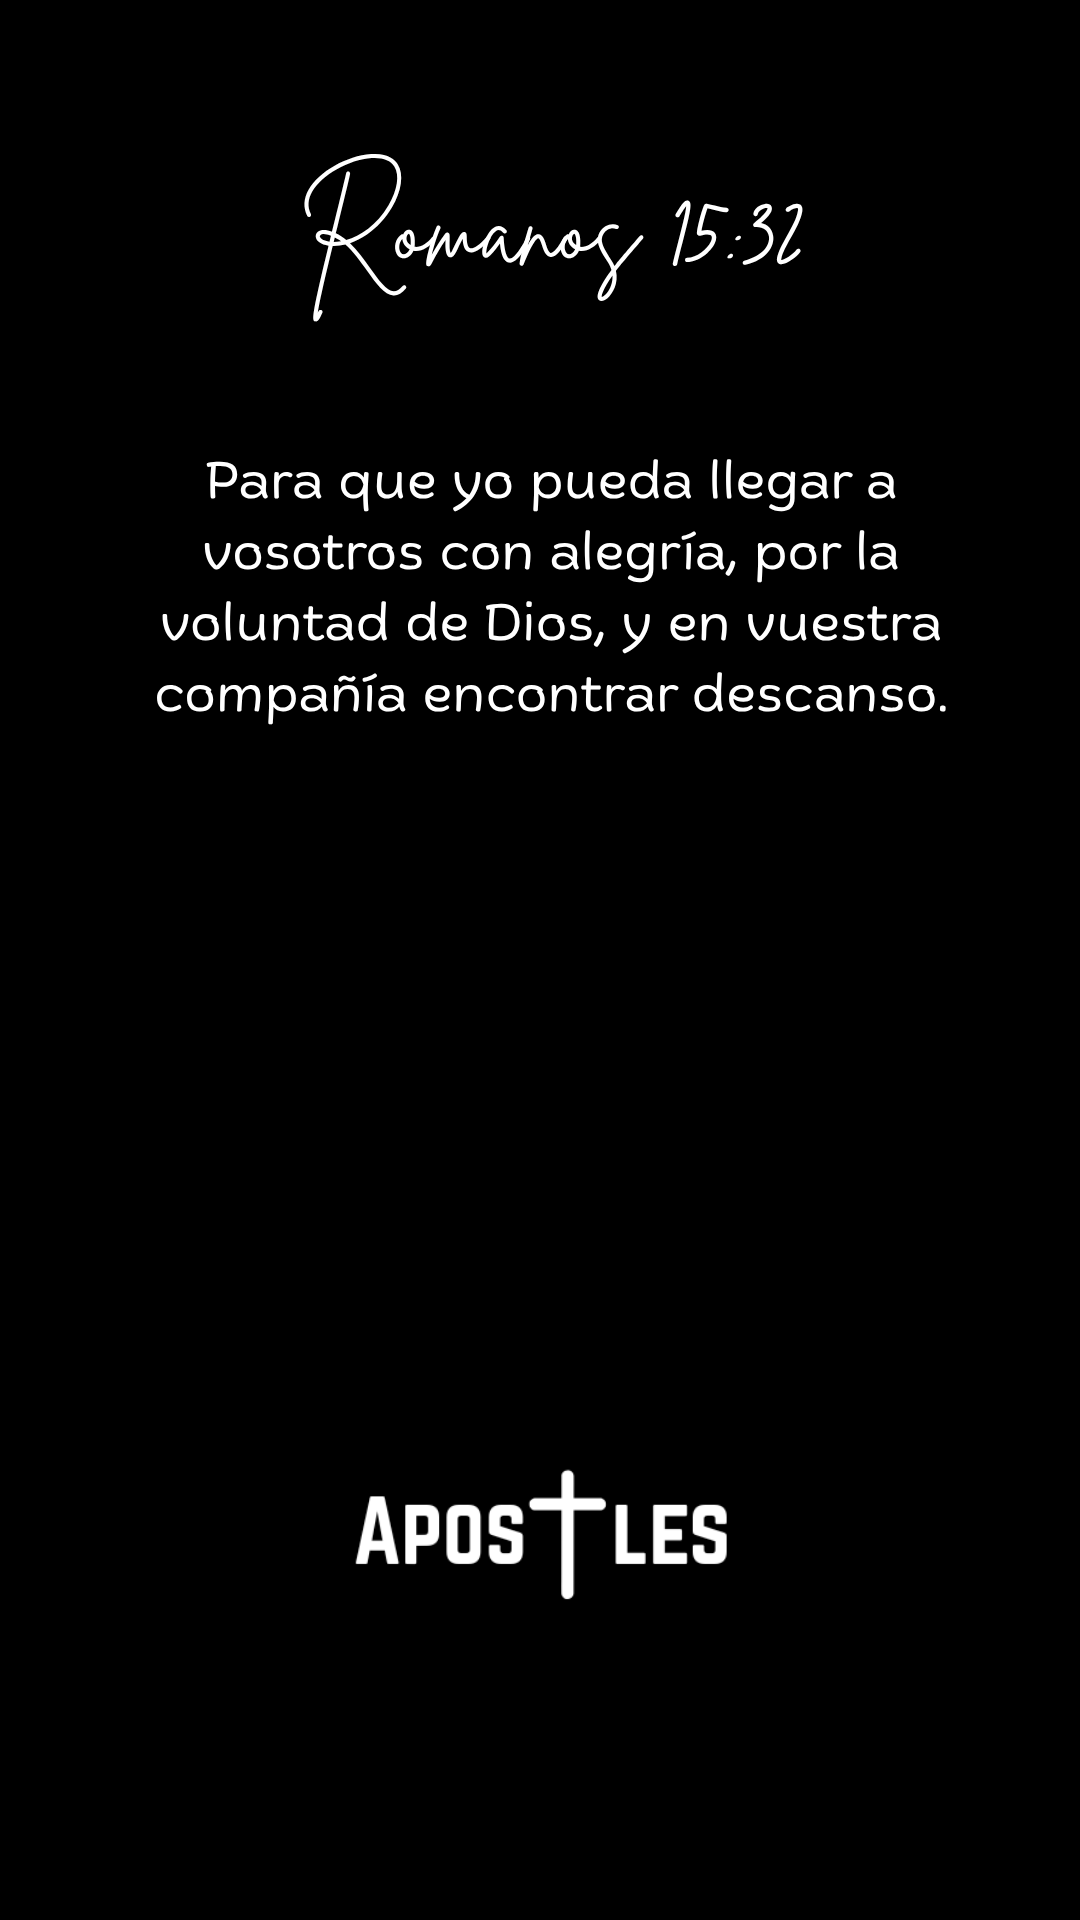 Romanos 15:32
Para que yo pueda llegar a
vosotros con alegría, por la
voluntad de Dios, y en vuestra
compañía encontrar descanso.
APOSTLES